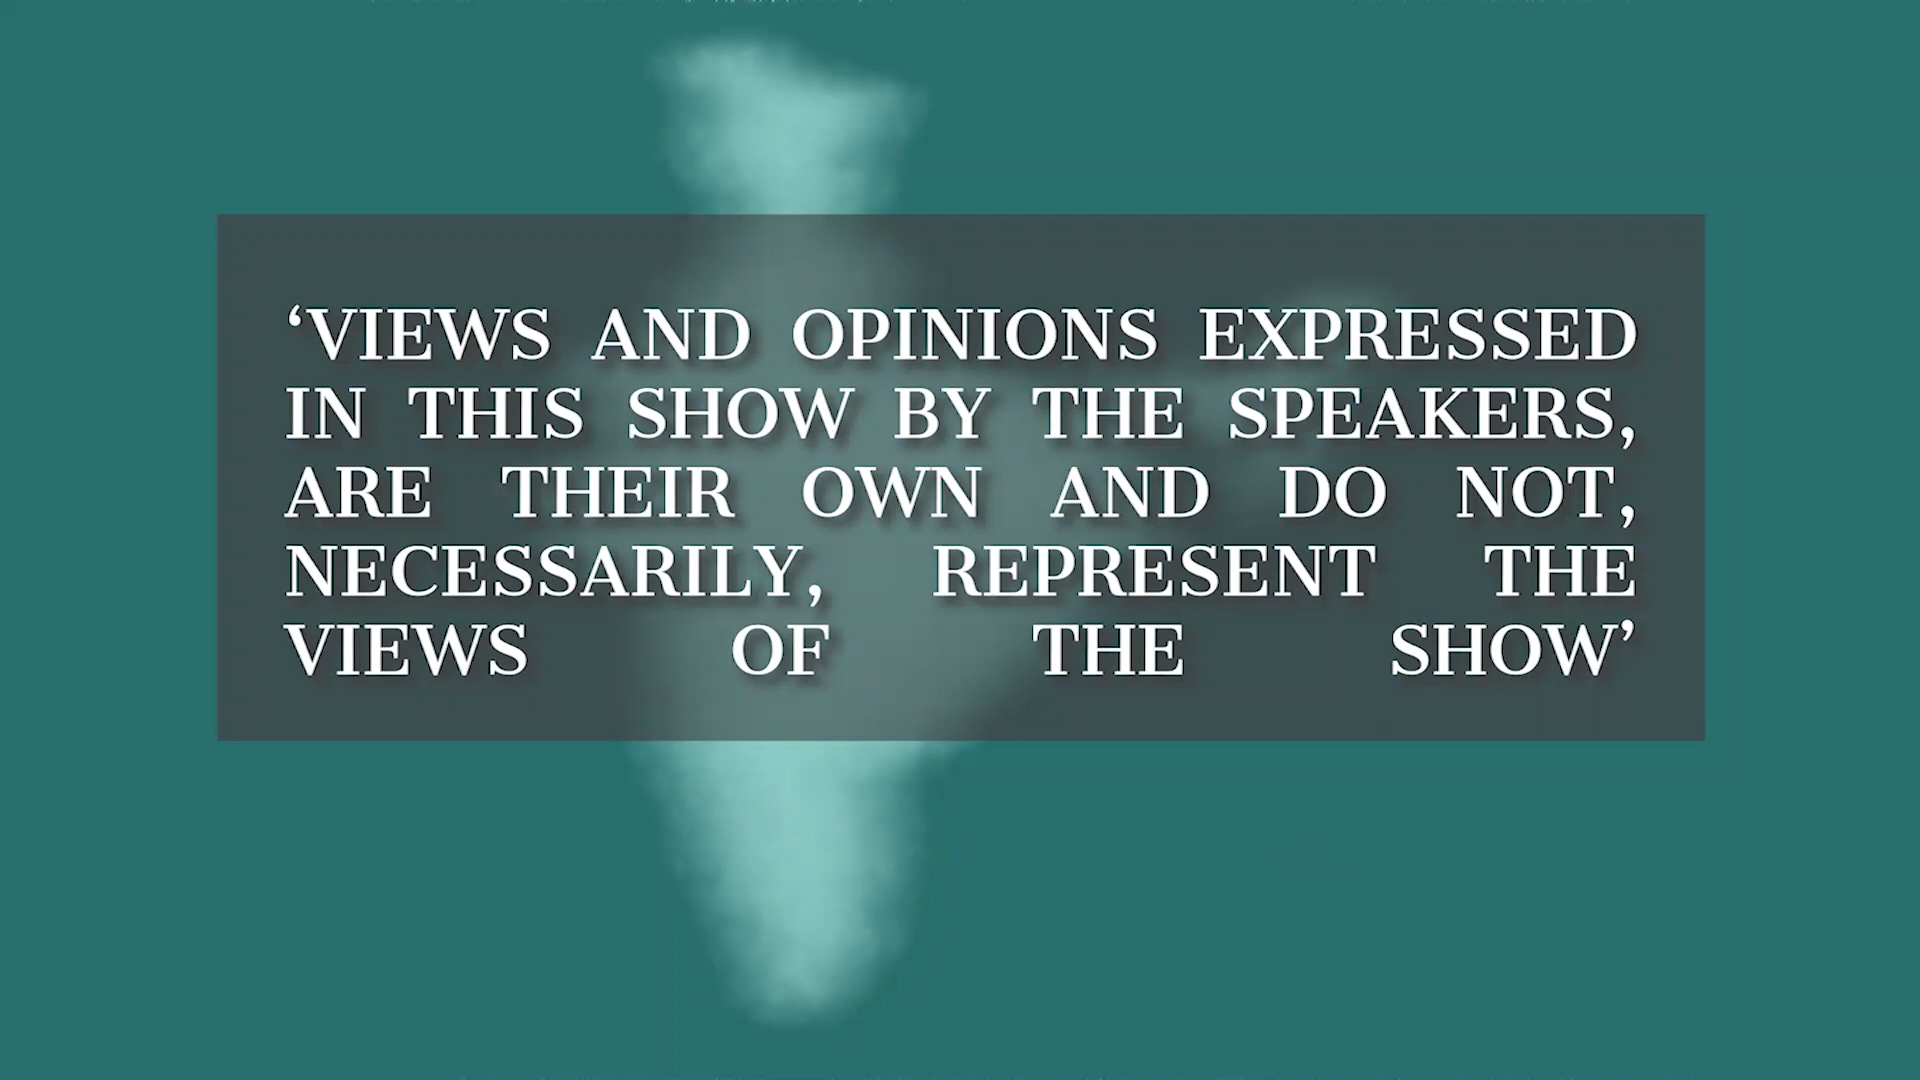 ‘VIEWS AND OPINIONS EXPRESSED
IN THIS SHOW BY THE SPEAKERS,
ARE THEIR OWN AND DO NOT,
NECESSARILY, REPRESENT THE
VIEWS OF THE SHOW’